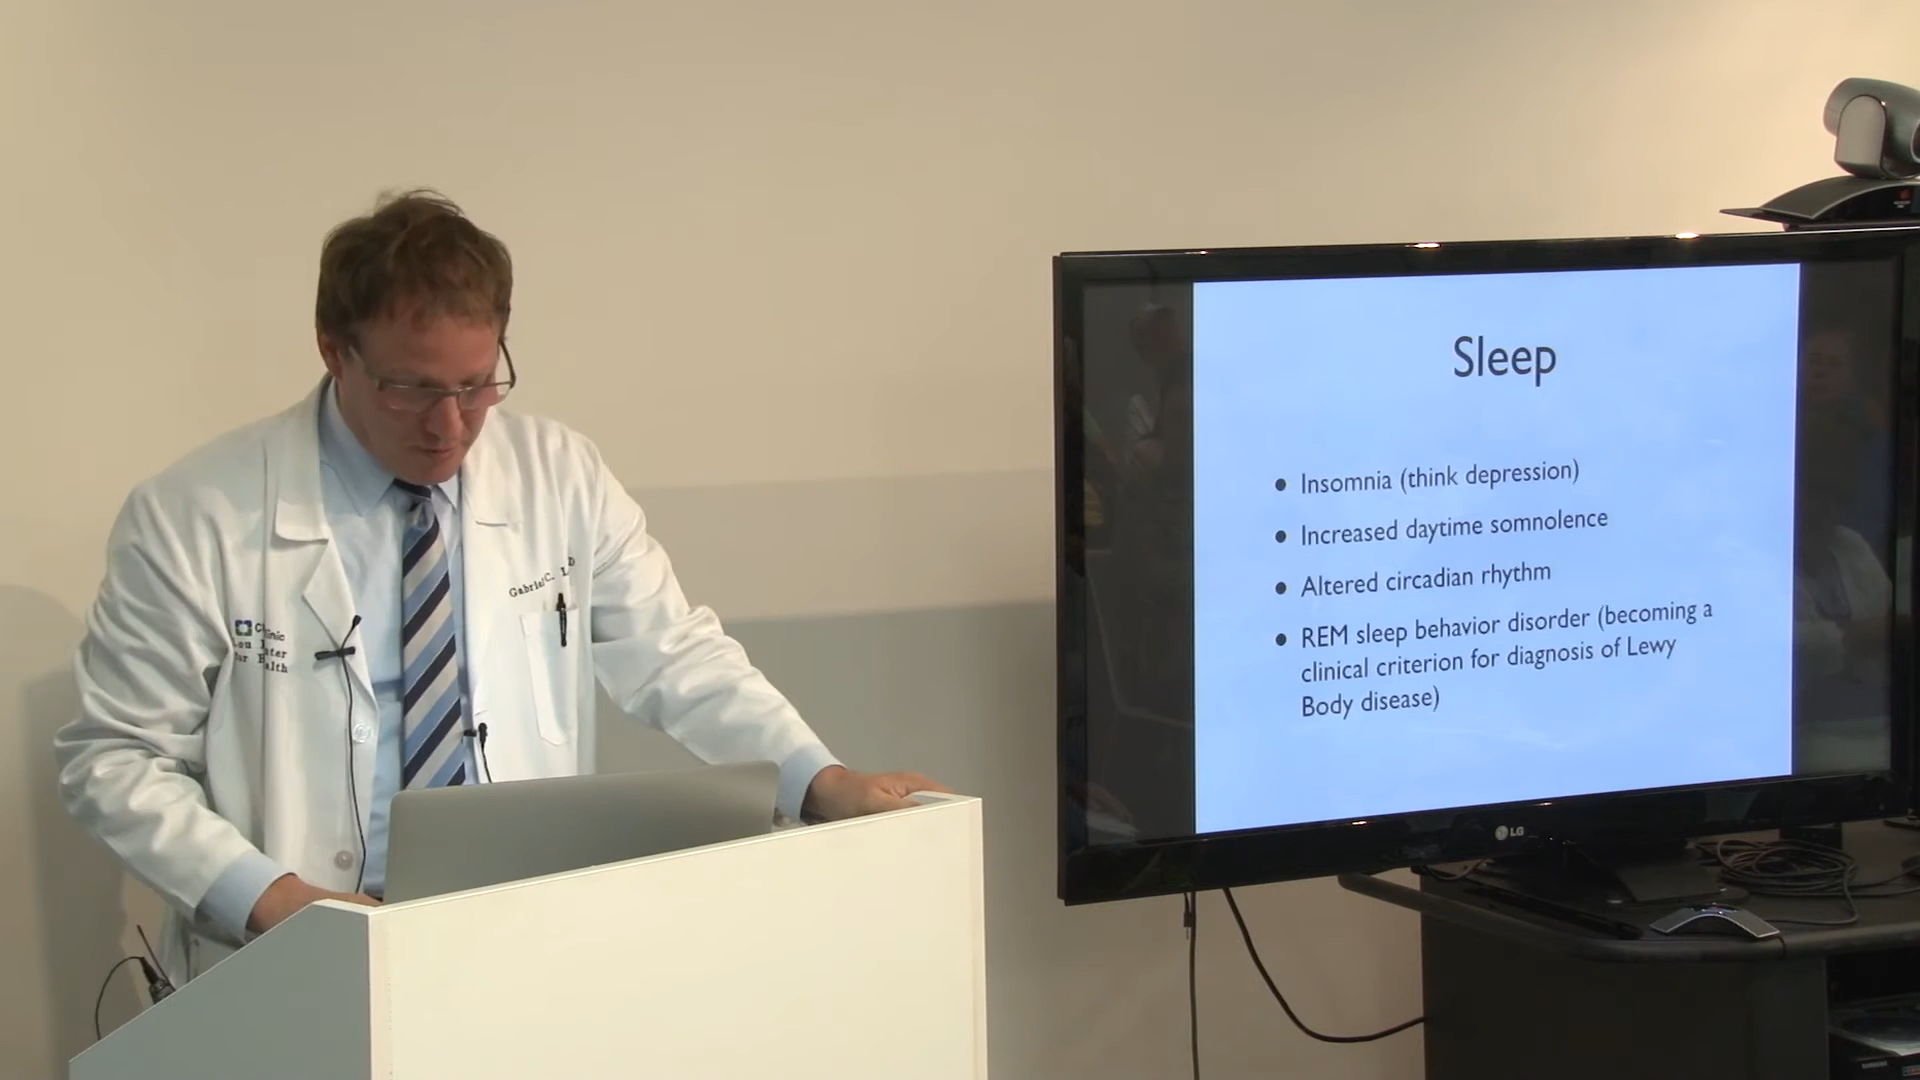 Sleep
Insomnia (think depression)
Increased daytime somnolence
Altered circadian rhythm
REM sleep behavior disorder (becoming a
clinical criterion for diagnosis of Lewy
Body disease)
LG
C.
SAMSUNG